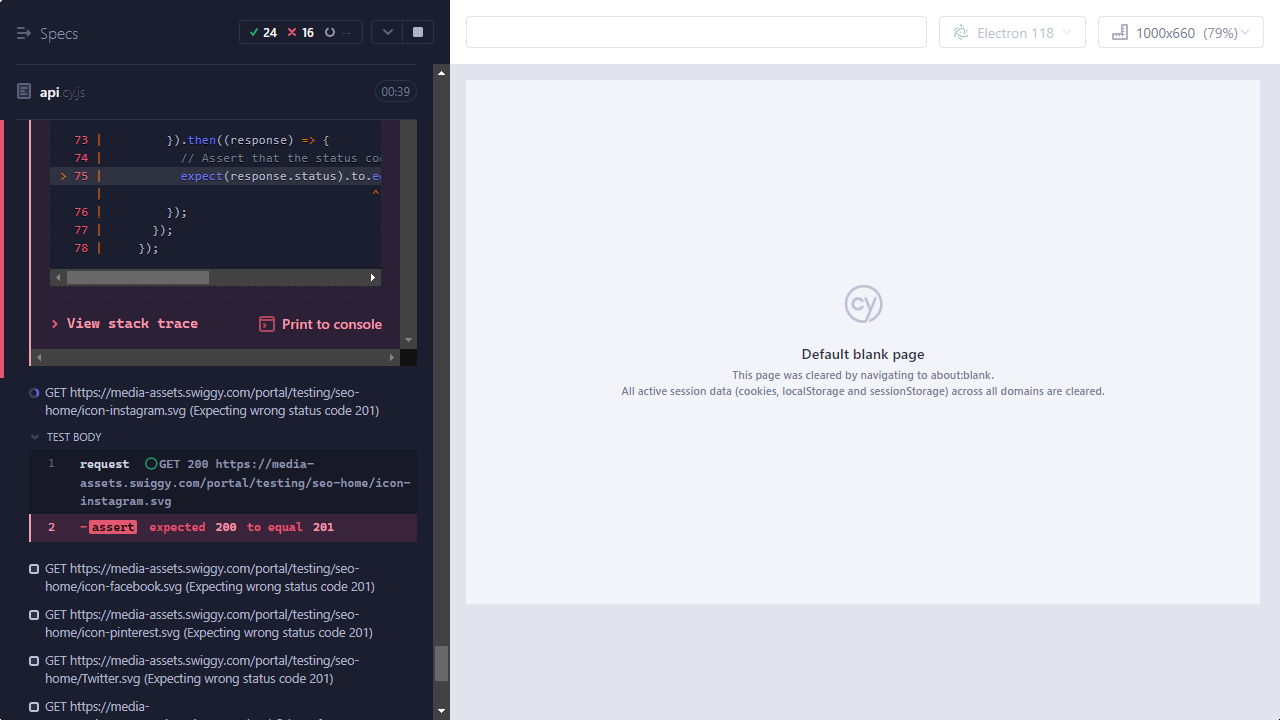 Specs
24 16 --
Electron 118
1000x660 (79%)
api.cy.js
00:39
73 | }).then((response) => {
74 | // Assert that the status co
> 75 | expect(response.status).to.e
| ^
76 | });
77 | });
78 | });
View stack trace
Print to console
GET https://media-assets.swiggy.com/portal/testing/seo-
home/icon-instagram.svg (Expecting wrong status code 201)
TEST BODY
1 request GET 200 https://media-
assets.swiggy.com/portal/testing/seo-home/icon-
instagram.svg
2 -assert expected 200 to equal 201
GET https://media-assets.swiggy.com/portal/testing/seo-
home/icon-facebook.svg (Expecting wrong status code 201)
GET https://media-assets.swiggy.com/portal/testing/seo-
home/icon-pinterest.svg (Expecting wrong status code 201)
GET https://media-assets.swiggy.com/portal/testing/seo-
home/Twitter.svg (Expecting wrong status code 201)
GET https://media-
cy
Default blank page
This page was cleared by navigating to about:blank.
All active session data (cookies, localStorage and sessionStorage) across all domains are cleared.